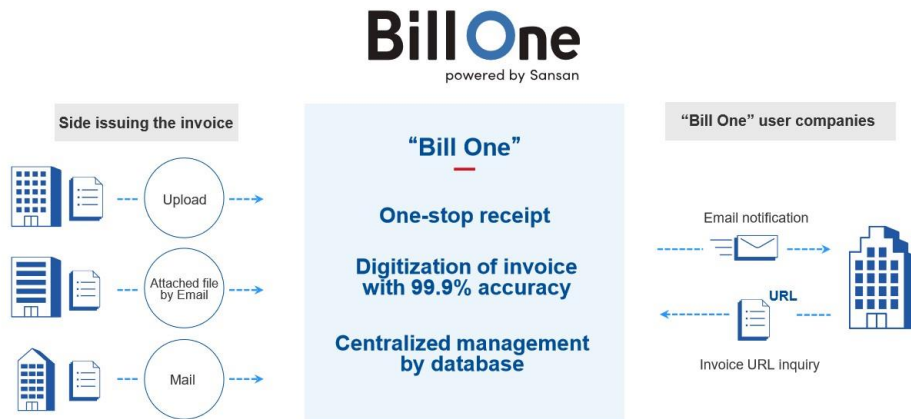 Bill One
powered by Sansan
Side issuing the invoice
Upload
Attached file
by Email
Mail
“Bill One”
One-stop receipt
Digitization of invoice
with 99.9% accuracy
Centralized management
by database
“Bill One” user companies
Email notification
URL
Invoice URL inquiry